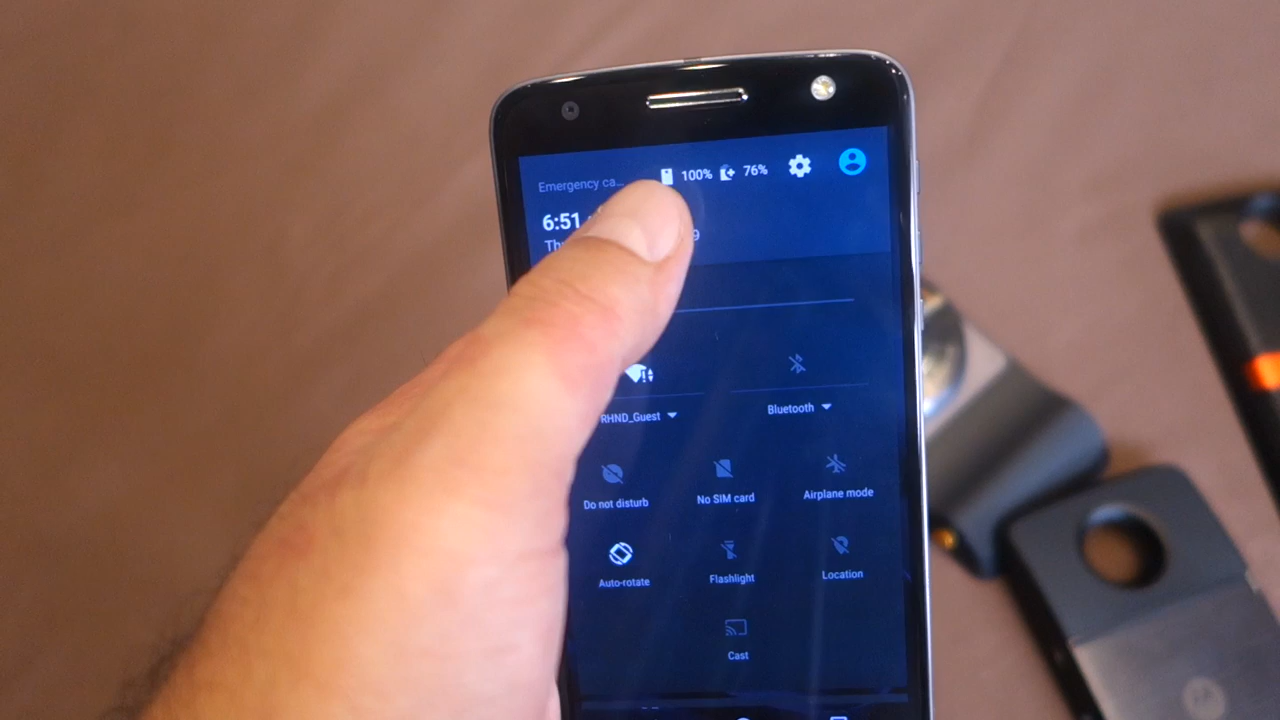 Emergency ca...
100%
76%
6:51
9
RHND_Guest
Bluetooth
Do not disturb
No SIM card
Airplane mode
Auto-rotate
Flashlight
Location
Cast